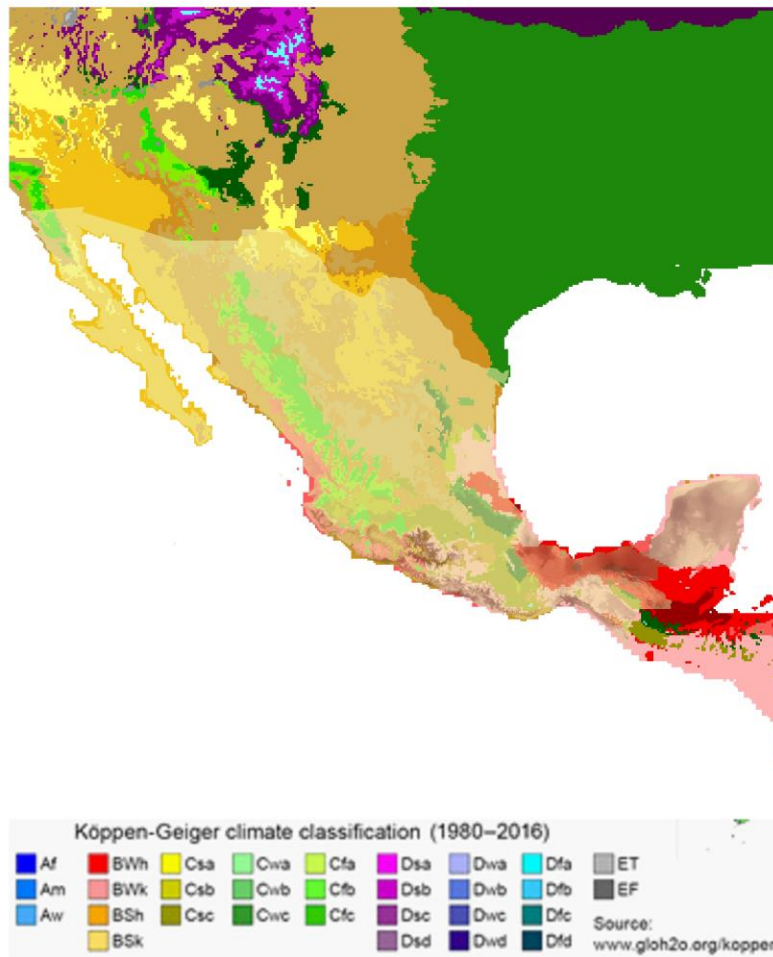 Köppen-Geiger climate classification (1980–2016)
Af BWh Csa Cwa Cfa Dsa Dwa Dfa ET
Am BWk Csb Cwb Cfb Dsb Dwb Dfb EF
Aw BSh Csc Cwc Cfc Dsc Dwc Dfc Source:
BSk Dsd Dwd Dfd www.gloh2o.org/koppen